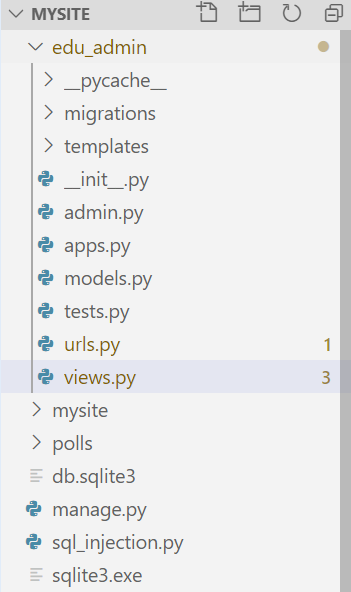 MYSITE
edu_admin
__pycache__
migrations
templates
__init__.py
admin.py
apps.py
models.py
tests.py
urls.py 1
views.py 3
mysite
polls
db.sqlite3
manage.py
sql_injection.py
sqlite3.exe